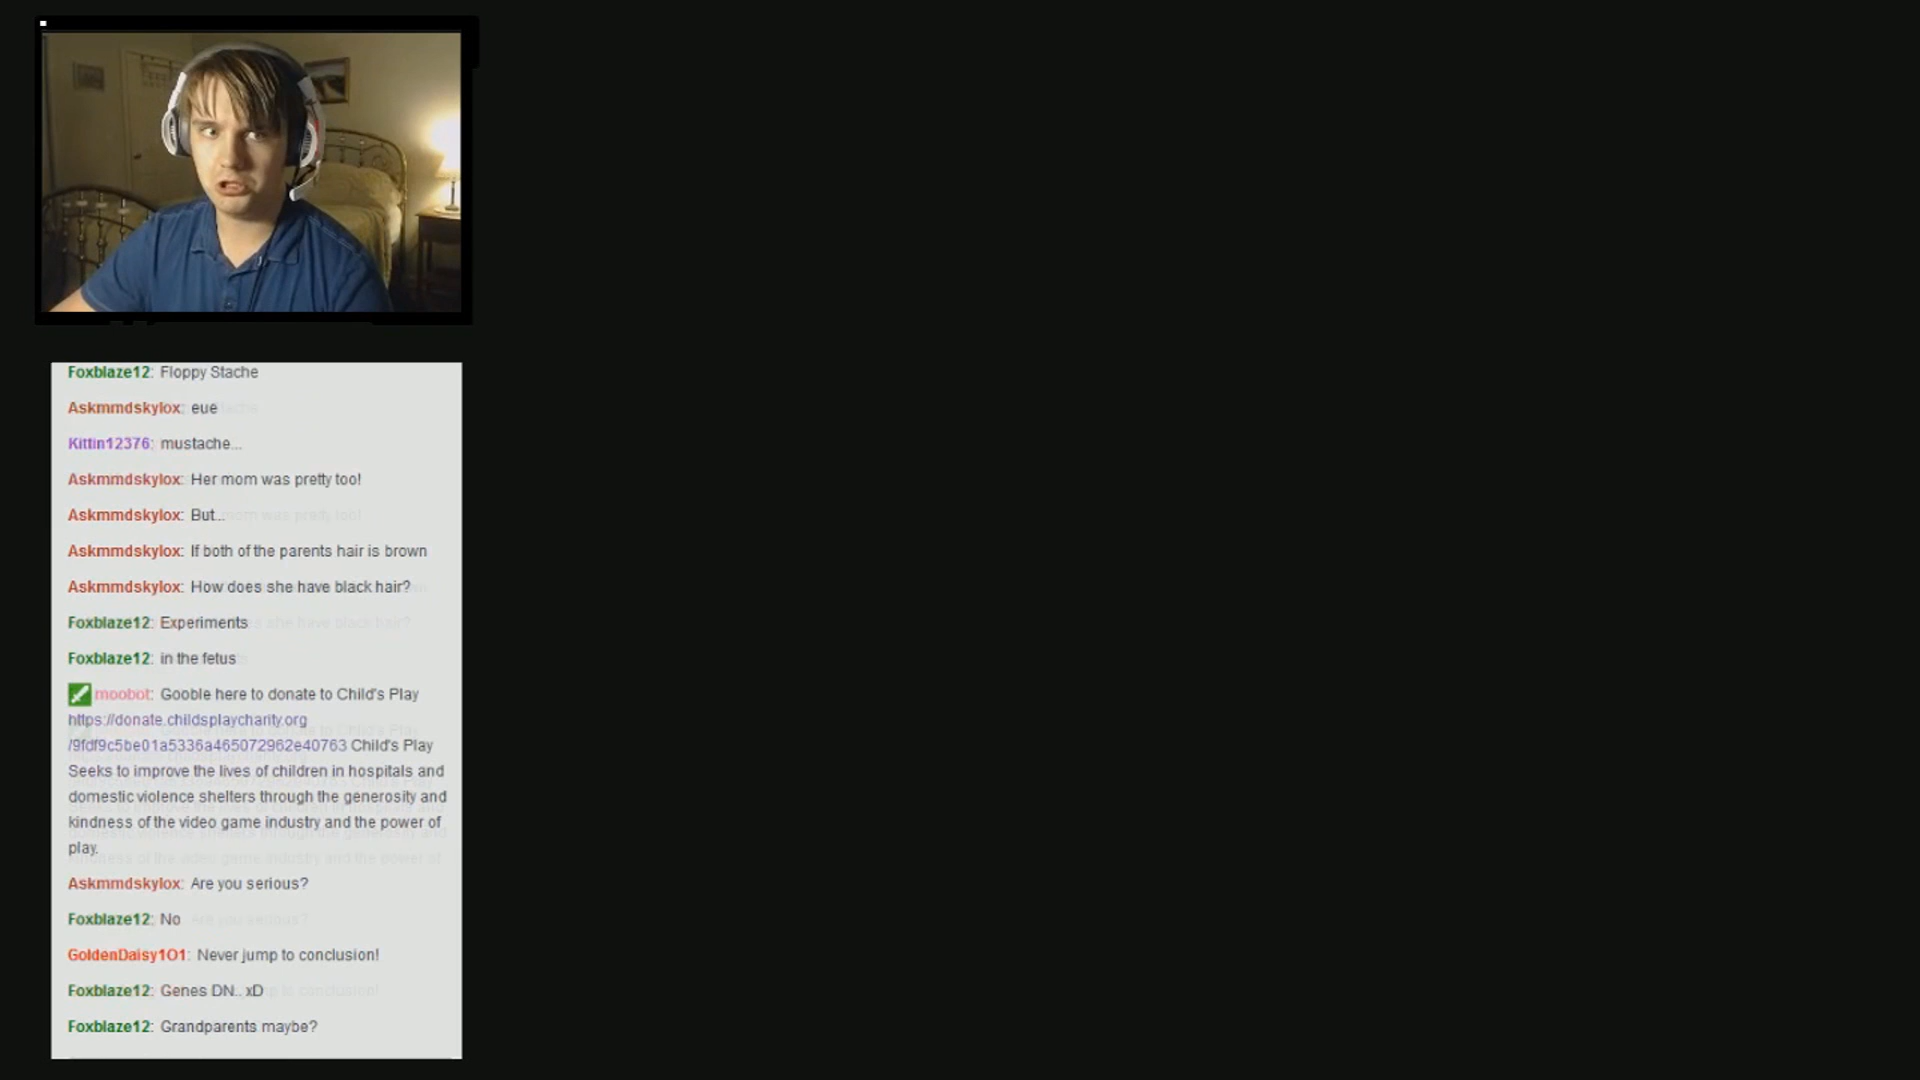 Foxblaze12: Floppy Stache
Askmmdskylox: eue
Kittin12376: mustache...
Askmmdskylox: Her mom was pretty too!
Askmmdskylox: But...
Askmmdskylox: If both of the parents hair is brown
Askmmdskylox: How does she have black hair?
Foxblaze12: Experiments
Foxblaze12: in the fetus
moobot: Gooble here to donate to Child's Play
https://donate.childsplaycharity.org
/9fdf9c5be01a5336a465072962e40763 Child's Play
Seeks to improve the lives of children in hospitals and
domestic violence shelters through the generosity and
kindness of the video game industry and the power of
play.
Askmmdskylox: Are you serious?
Foxblaze12: No
GoldenDaisy1O1: Never jump to conclusion!
Foxblaze12: Genes DN.. xD
Foxblaze12: Grandparents maybe?